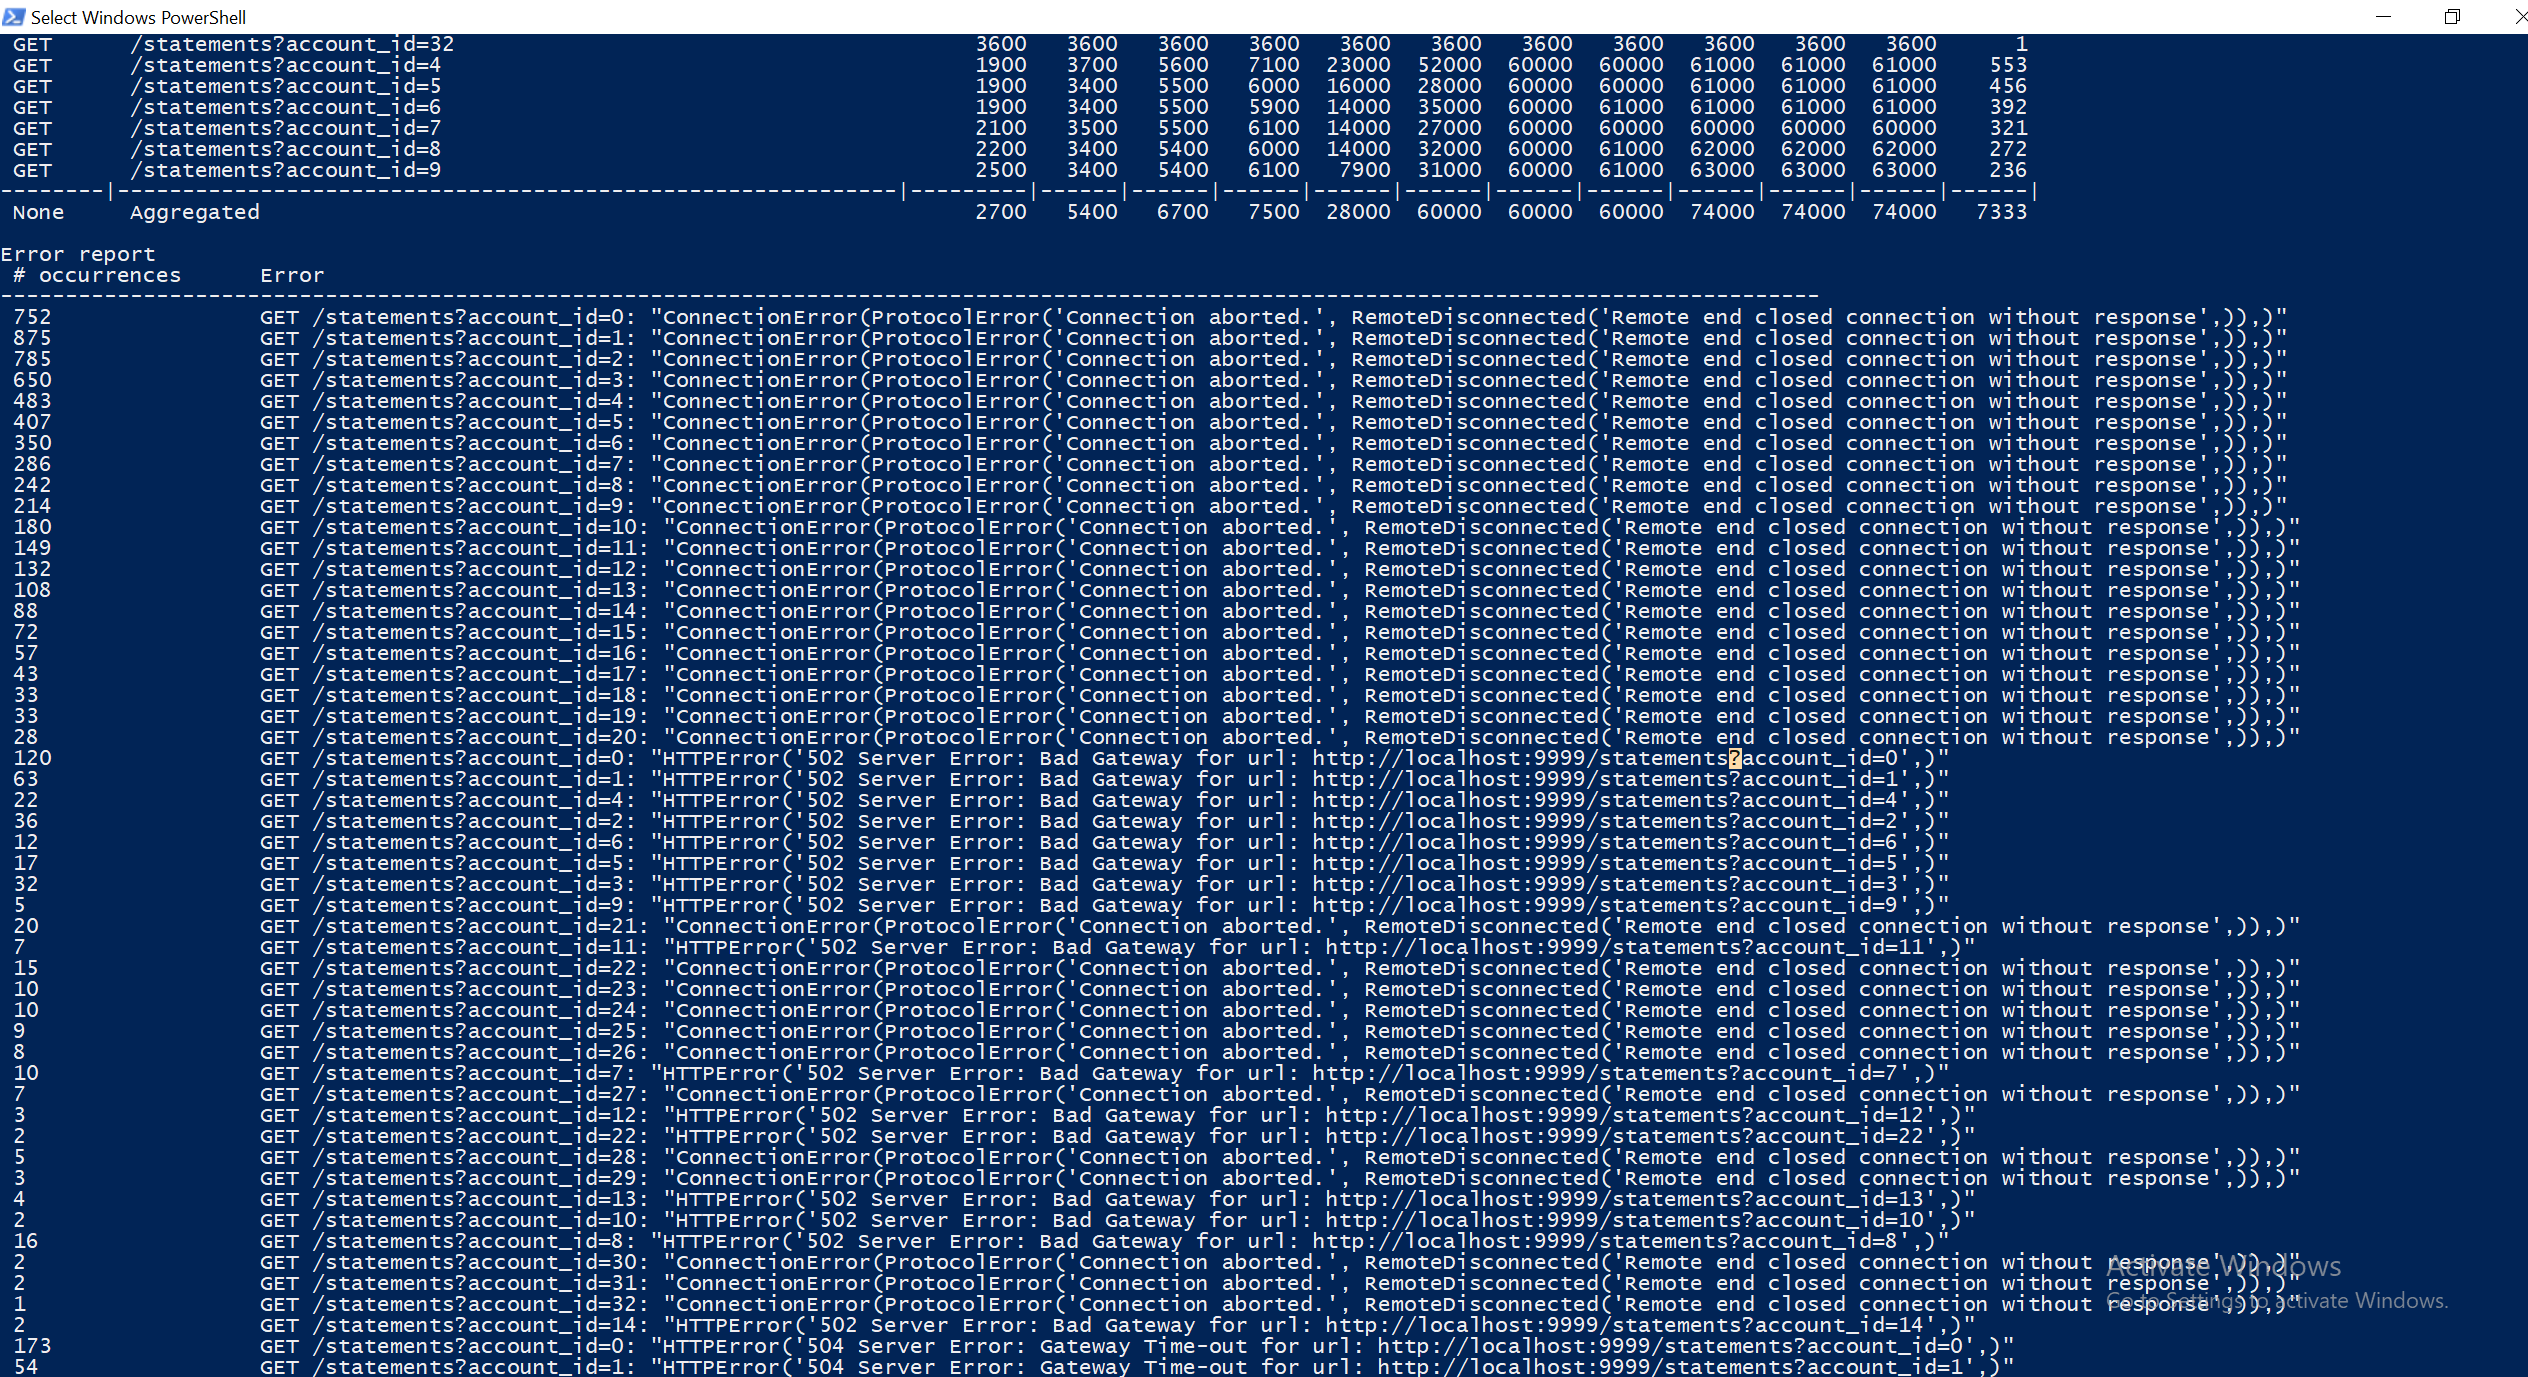 Select Windows PowerShell
GET /statements?account_id=32 3600 3600 3600 3600 3600 3600 3600 3600 3600 3600 3600 1
GET /statements?account_id=4 1900 3700 5600 7100 23000 52000 60000 60000 61000 61000 61000 553
GET /statements?account_id=5 1900 3400 5500 6000 16000 28000 60000 60000 61000 61000 61000 456
GET /statements?account_id=6 1900 3400 5500 5900 14000 35000 60000 61000 61000 61000 61000 392
GET /statements?account_id=7 2100 3500 5500 6100 14000 27000 60000 60000 60000 60000 60000 321
GET /statements?account_id=8 2200 3400 5400 6000 14000 32000 60000 61000 62000 62000 62000 272
GET /statements?account_id=9 2500 3400 5400 6100 7900 31000 60000 61000 63000 63000 63000 236
--------|------------------------------------------------------------|---------|------|------|------|------|------|------|------|------|------|------|------|
None Aggregated 2700 5400 6700 7500 28000 60000 60000 60000 74000 74000 74000 7333
Error report
# occurrences Error
--------------------------------------------------------------------------------------------------------------------------------------------
752 GET /statements?account_id=0: "ConnectionError(ProtocolError('Connection aborted.', RemoteDisconnected('Remote end closed connection without response',)),)"
875 GET /statements?account_id=1: "ConnectionError(ProtocolError('Connection aborted.', RemoteDisconnected('Remote end closed connection without response',)),)"
785 GET /statements?account_id=2: "ConnectionError(ProtocolError('Connection aborted.', RemoteDisconnected('Remote end closed connection without response',)),)"
650 GET /statements?account_id=3: "ConnectionError(ProtocolError('Connection aborted.', RemoteDisconnected('Remote end closed connection without response',)),)"
483 GET /statements?account_id=4: "ConnectionError(ProtocolError('Connection aborted.', RemoteDisconnected('Remote end closed connection without response',)),)"
407 GET /statements?account_id=5: "ConnectionError(ProtocolError('Connection aborted.', RemoteDisconnected('Remote end closed connection without response',)),)"
350 GET /statements?account_id=6: "ConnectionError(ProtocolError('Connection aborted.', RemoteDisconnected('Remote end closed connection without response',)),)"
286 GET /statements?account_id=7: "ConnectionError(ProtocolError('Connection aborted.', RemoteDisconnected('Remote end closed connection without response',)),)"
242 GET /statements?account_id=8: "ConnectionError(ProtocolError('Connection aborted.', RemoteDisconnected('Remote end closed connection without response',)),)"
214 GET /statements?account_id=9: "ConnectionError(ProtocolError('Connection aborted.', RemoteDisconnected('Remote end closed connection without response',)),)"
180 GET /statements?account_id=10: "ConnectionError(ProtocolError('Connection aborted.', RemoteDisconnected('Remote end closed connection without response',)),)"
149 GET /statements?account_id=11: "ConnectionError(ProtocolError('Connection aborted.', RemoteDisconnected('Remote end closed connection without response',)),)"
132 GET /statements?account_id=12: "ConnectionError(ProtocolError('Connection aborted.', RemoteDisconnected('Remote end closed connection without response',)),)"
108 GET /statements?account_id=13: "ConnectionError(ProtocolError('Connection aborted.', RemoteDisconnected('Remote end closed connection without response',)),)"
88 GET /statements?account_id=14: "ConnectionError(ProtocolError('Connection aborted.', RemoteDisconnected('Remote end closed connection without response',)),)"
72 GET /statements?account_id=15: "ConnectionError(ProtocolError('Connection aborted.', RemoteDisconnected('Remote end closed connection without response',)),)"
57 GET /statements?account_id=16: "ConnectionError(ProtocolError('Connection aborted.', RemoteDisconnected('Remote end closed connection without response',)),)"
43 GET /statements?account_id=17: "ConnectionError(ProtocolError('Connection aborted.', RemoteDisconnected('Remote end closed connection without response',)),)"
33 GET /statements?account_id=18: "ConnectionError(ProtocolError('Connection aborted.', RemoteDisconnected('Remote end closed connection without response',)),)"
33 GET /statements?account_id=19: "ConnectionError(ProtocolError('Connection aborted.', RemoteDisconnected('Remote end closed connection without response',)),)"
28 GET /statements?account_id=20: "ConnectionError(ProtocolError('Connection aborted.', RemoteDisconnected('Remote end closed connection without response',)),)"
120 GET /statements?account_id=0: "HTTPError('502 Server Error: Bad Gateway for url: http://localhost:9999/statements?account_id=0',)"
63 GET /statements?account_id=1: "HTTPError('502 Server Error: Bad Gateway for url: http://localhost:9999/statements?account_id=1',)"
22 GET /statements?account_id=4: "HTTPError('502 Server Error: Bad Gateway for url: http://localhost:9999/statements?account_id=4',)"
36 GET /statements?account_id=2: "HTTPError('502 Server Error: Bad Gateway for url: http://localhost:9999/statements?account_id=2',)"
12 GET /statements?account_id=6: "HTTPError('502 Server Error: Bad Gateway for url: http://localhost:9999/statements?account_id=6',)"
17 GET /statements?account_id=5: "HTTPError('502 Server Error: Bad Gateway for url: http://localhost:9999/statements?account_id=5',)"
32 GET /statements?account_id=3: "HTTPError('502 Server Error: Bad Gateway for url: http://localhost:9999/statements?account_id=3',)"
5 GET /statements?account_id=9: "HTTPError('502 Server Error: Bad Gateway for url: http://localhost:9999/statements?account_id=9',)"
20 GET /statements?account_id=21: "ConnectionError(ProtocolError('Connection aborted.', RemoteDisconnected('Remote end closed connection without response',)),)"
7 GET /statements?account_id=11: "HTTPError('502 Server Error: Bad Gateway for url: http://localhost:9999/statements?account_id=11',)"
15 GET /statements?account_id=22: "ConnectionError(ProtocolError('Connection aborted.', RemoteDisconnected('Remote end closed connection without response',)),)"
10 GET /statements?account_id=23: "ConnectionError(ProtocolError('Connection aborted.', RemoteDisconnected('Remote end closed connection without response',)),)"
10 GET /statements?account_id=24: "ConnectionError(ProtocolError('Connection aborted.', RemoteDisconnected('Remote end closed connection without response',)),)"
9 GET /statements?account_id=25: "ConnectionError(ProtocolError('Connection aborted.', RemoteDisconnected('Remote end closed connection without response',)),)"
8 GET /statements?account_id=26: "ConnectionError(ProtocolError('Connection aborted.', RemoteDisconnected('Remote end closed connection without response',)),)"
10 GET /statements?account_id=7: "HTTPError('502 Server Error: Bad Gateway for url: http://localhost:9999/statements?account_id=7',)"
7 GET /statements?account_id=27: "ConnectionError(ProtocolError('Connection aborted.', RemoteDisconnected('Remote end closed connection without response',)),)"
3 GET /statements?account_id=12: "HTTPError('502 Server Error: Bad Gateway for url: http://localhost:9999/statements?account_id=12',)"
2 GET /statements?account_id=22: "HTTPError('502 Server Error: Bad Gateway for url: http://localhost:9999/statements?account_id=22',)"
5 GET /statements?account_id=28: "ConnectionError(ProtocolError('Connection aborted.', RemoteDisconnected('Remote end closed connection without response',)),)"
3 GET /statements?account_id=29: "ConnectionError(ProtocolError('Connection aborted.', RemoteDisconnected('Remote end closed connection without response',)),)"
4 GET /statements?account_id=13: "HTTPError('502 Server Error: Bad Gateway for url: http://localhost:9999/statements?account_id=13',)"
2 GET /statements?account_id=10: "HTTPError('502 Server Error: Bad Gateway for url: http://localhost:9999/statements?account_id=10',)"
16 GET /statements?account_id=8: "HTTPError('502 Server Error: Bad Gateway for url: http://localhost:9999/statements?account_id=8',)"
2 GET /statements?account_id=30: "ConnectionError(ProtocolError('Connection aborted.', RemoteDisconnected('Remote end closed connection without response',)),)"
2 GET /statements?account_id=31: "ConnectionError(ProtocolError('Connection aborted.', RemoteDisconnected('Remote end closed connection without response',)),)"
1 GET /statements?account_id=32: "ConnectionError(ProtocolError('Connection aborted.', RemoteDisconnected('Remote end closed connection without response',)),)"
2 GET /statements?account_id=14: "HTTPError('502 Server Error: Bad Gateway for url: http://localhost:9999/statements?account_id=14',)"
173 GET /statements?account_id=0: "HTTPError('504 Server Error: Gateway Time-out for url: http://localhost:9999/statements?account_id=0',)"
54 GET /statements?account_id=1: "HTTPError('504 Server Error: Gateway Time-out for url: http://localhost:9999/statements?account_id=1',)"
Activate Windows
Go to Settings to activate Windows.